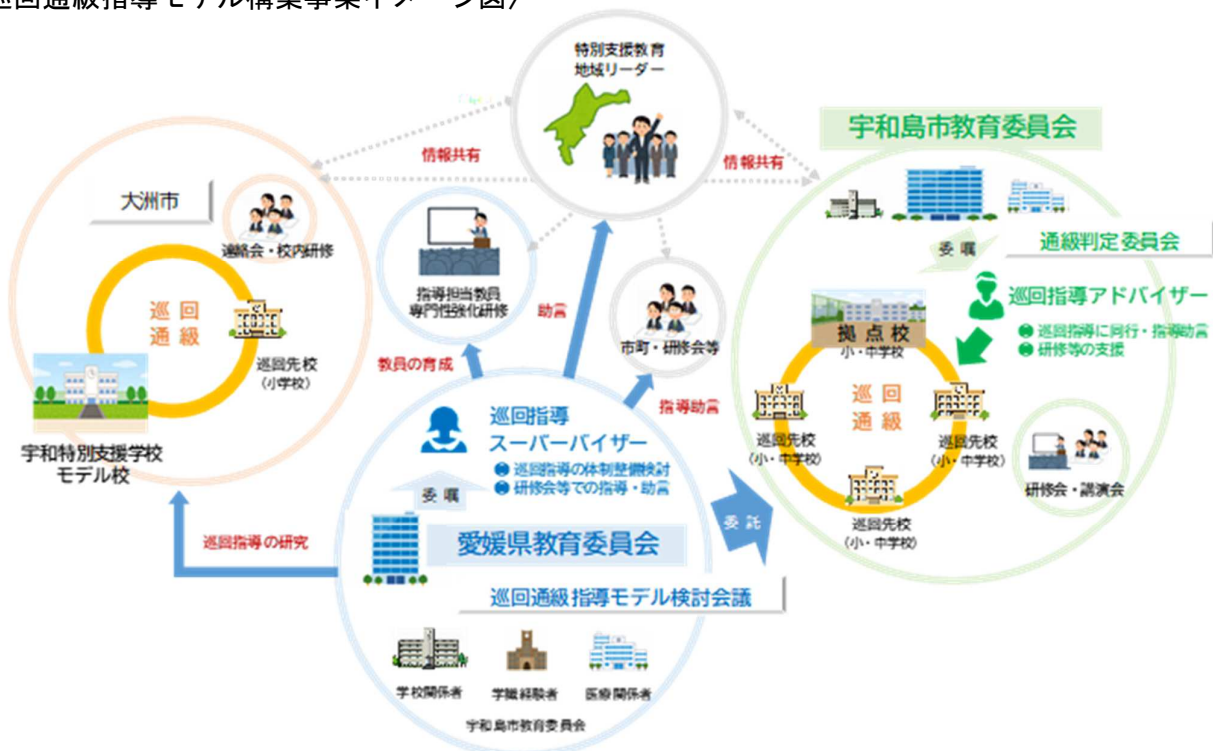 巡回通級指導モデル構築事業イメージ図〉
特別支援教育
地域リーダー
情報共有
情報共有
宇和島市教育委員会
大洲市
連絡会・校内研修
巡回
通級
巡回先校
(小学校)
宇和特別支援学校
モデル校
指導担当教員
専門性強化研修
助言
市町・研修会等
教員の育成
指導助言
委嘱
通級判定委員会
巡回指導アドバイザー
巡回指導に同行・指導助言
研修等の支援
拠点校
小・中学校
巡回
通級
巡回先校
(小・中学校)
巡回先校
(小・中学校)
巡回先校
(小・中学校)
研修会・講演会
巡回指導
スーパーバイザー
巡回指導の体制整備検討
研修会等での指導・助言
委嘱
委託
巡回指導の研究
愛媛県教育委員会
巡回通級指導モデル検討会議
学校関係者
学識経験者
医療関係者
宇和島市教育委員会